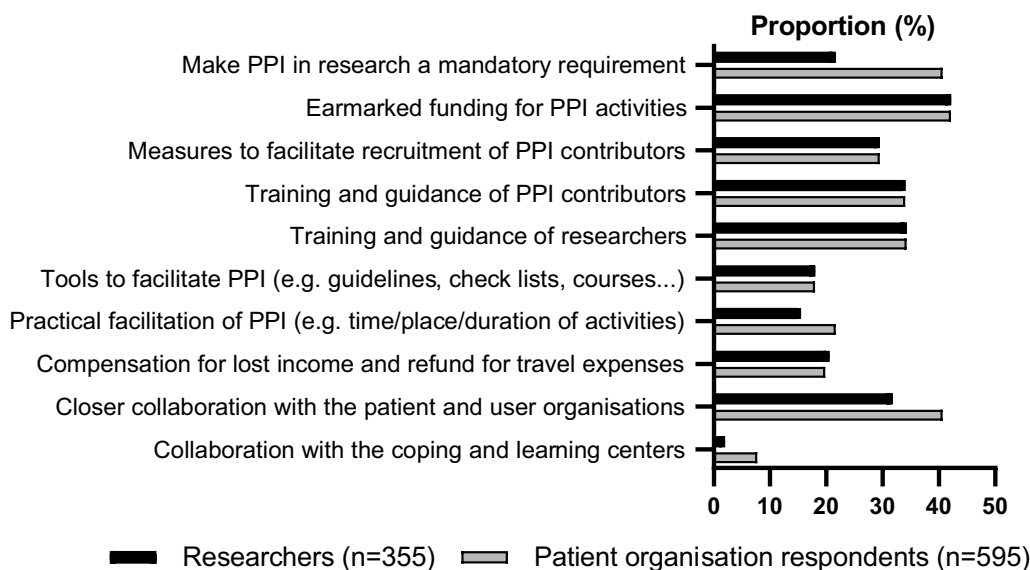 Proportion (%)
Make PPI in research a mandatory requirement
Earmarked funding for PPI activities
Measures to facilitate recruitment of PPI contributors
Training and guidance of PPI contributors
Training and guidance of researchers
Tools to facilitate PPI (e.g. guidelines, check lists, courses...)
Practical facilitation of PPI (e.g. time/place/duration of activities)
Compensation for lost income and refund for travel expenses
Closer collaboration with the patient and user organisations
Collaboration with the coping and learning centers
0 10 20 30 40 50
Researchers (n=355) Patient organisation respondents (n=595)